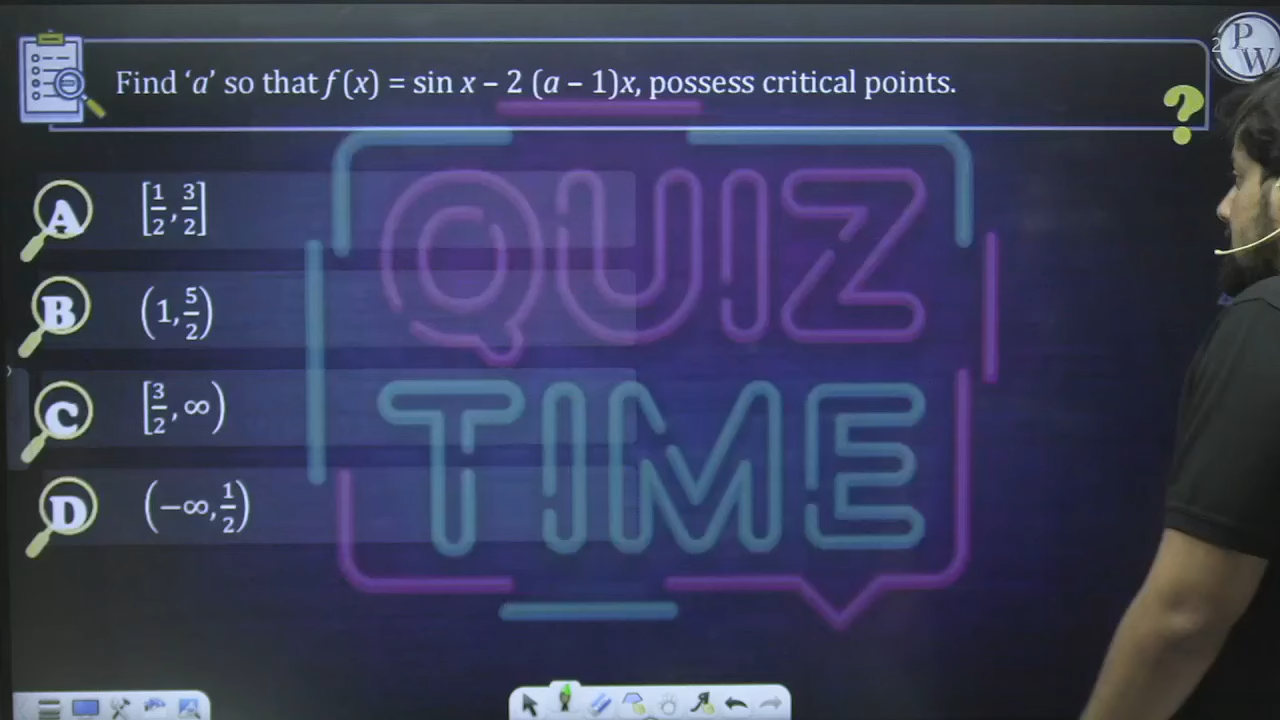 Find ‘a’ so that f (x) = sin x – 2 (a – 1)x, possess critical points.
2
PW
?
A [1/2, 3/2]
B (1, 5/2)
C [3/2, ∞)
D (−∞, 1/2)
QUIZ
TIME